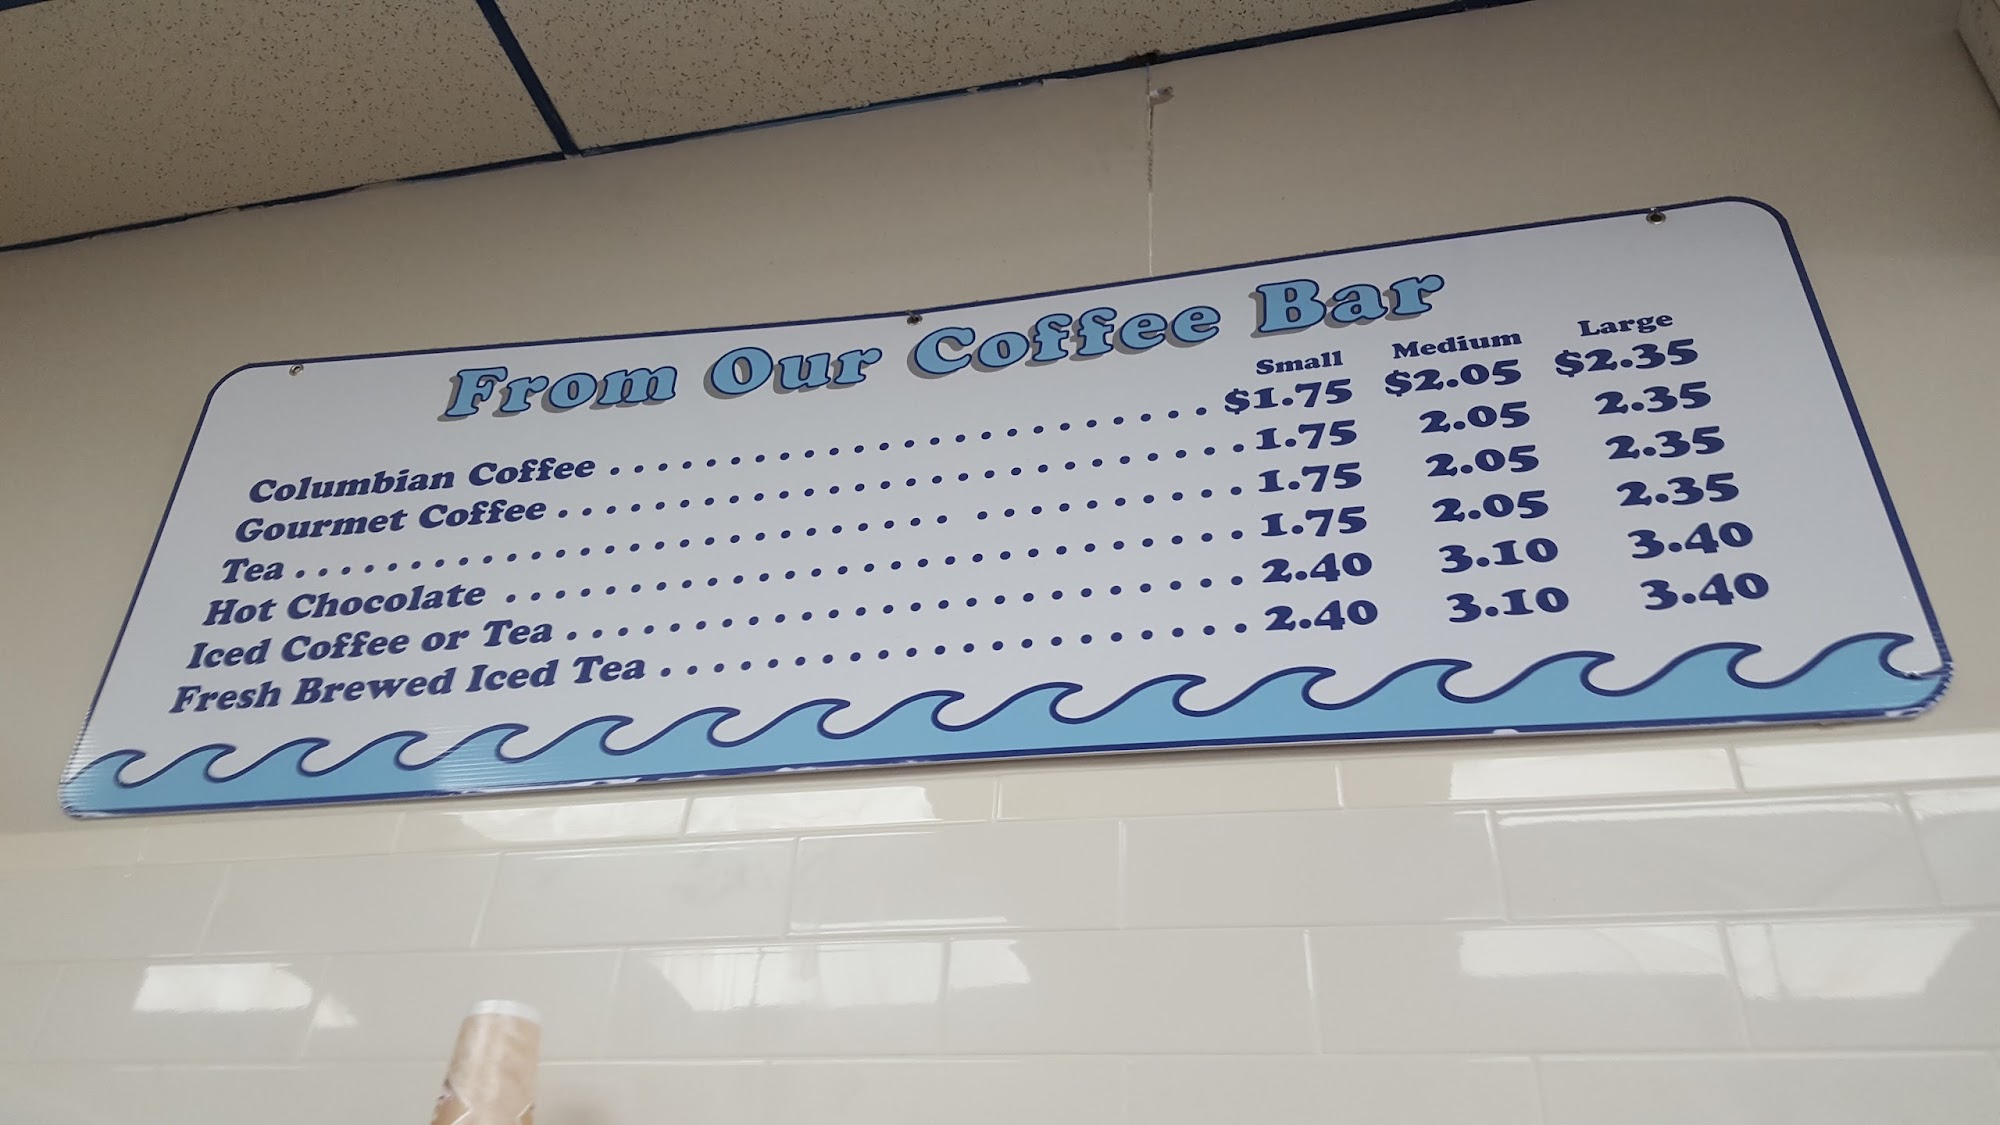 From Our Coffee Bar
Small Medium Large
Columbian Coffee . . . . . . . . . . . . . . . . . . . . . . . . . $1.75 $2.05 $2.35
Gourmet Coffee . . . . . . . . . . . . . . . . . . . . . . . . . . . . 1.75 2.05 2.35
Tea . . . . . . . . . . . . . . . . . . . . . . . . . . . . . . . . . . . . . . . 1.75 2.05 2.35
Hot Chocolate . . . . . . . . . . . . . . . . . . . . . . . . . . . . . . 1.75 2.05 2.35
Iced Coffee or Tea . . . . . . . . . . . . . . . . . . . . . . . . . . 2.40 3.10 3.40
Fresh Brewed Iced Tea . . . . . . . . . . . . . . . . . . . . . . 2.40 3.10 3.40